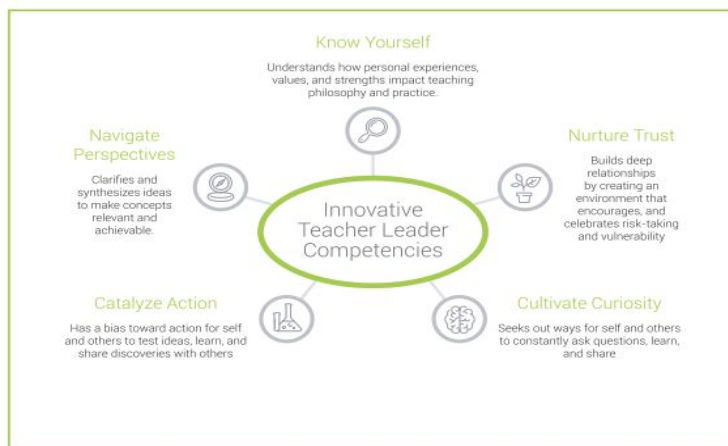 Know Yourself
Understands how personal experiences,
values, and strengths impact teaching
philosophy and practice.
Navigate
Perspectives
Clarifies and
synthesizes ideas
to make concepts
relevant and
achievable.
Nurture Trust
Builds deep
relationships
by creating an
environment that
encourages, and
celebrates risk-taking
and vulnerability
Innovative
Teacher Leader
Competencies
Catalyze Action
Has a bias toward action for self
and others to test ideas, learn, and
share discoveries with others
Cultivate Curiosity
Seeks out ways for self and others
to constantly ask questions, learn,
and share